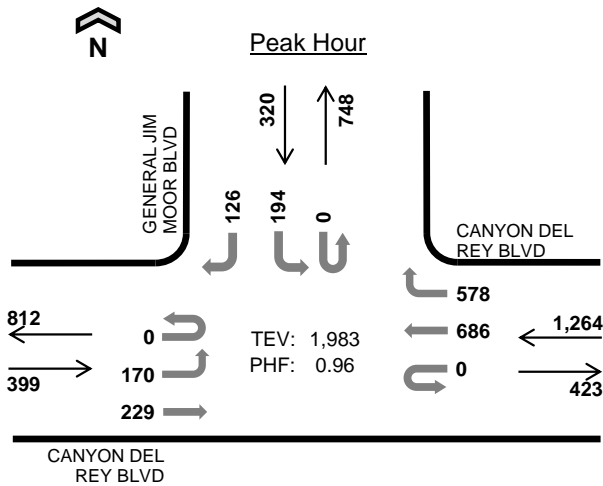 N
Peak Hour
GENERAL JIM
MOOR BLVD
320
748
126
194
0
CANYON DEL
REY BLVD
578
686
0
1,264
423
812
399
0
170
229
TEV: 1,983
PHF: 0.96
CANYON DEL
REY BLVD